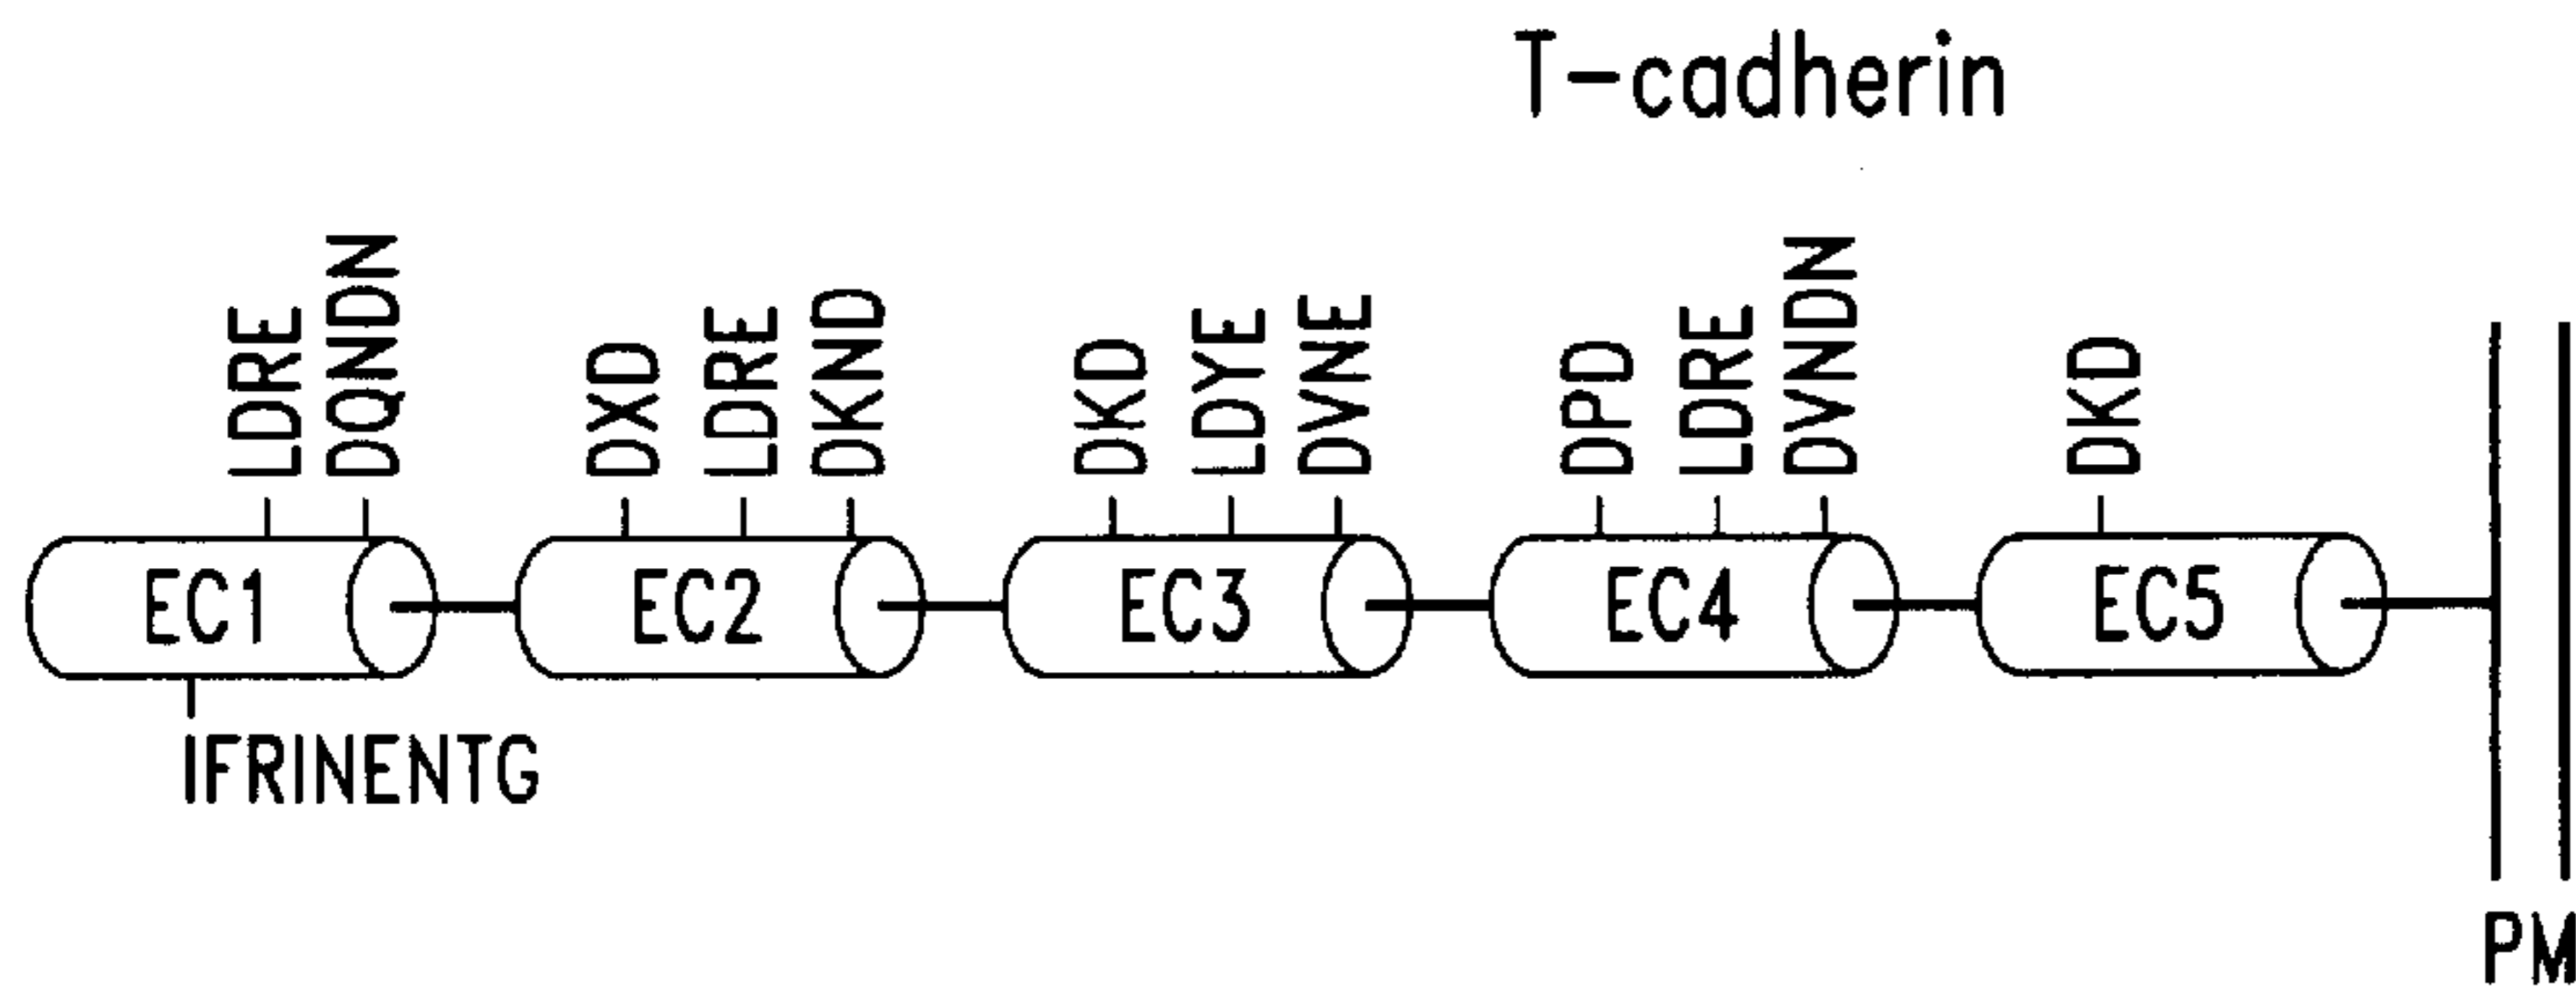 T-cadherin
LDRE
DQNDN
DXD
LDRE
DKND
DKD
LDYE
DVNE
DPD
LDRE
DVNDN
DKD
EC1
EC2
EC3
EC4
EC5
IFRINENTG
PM